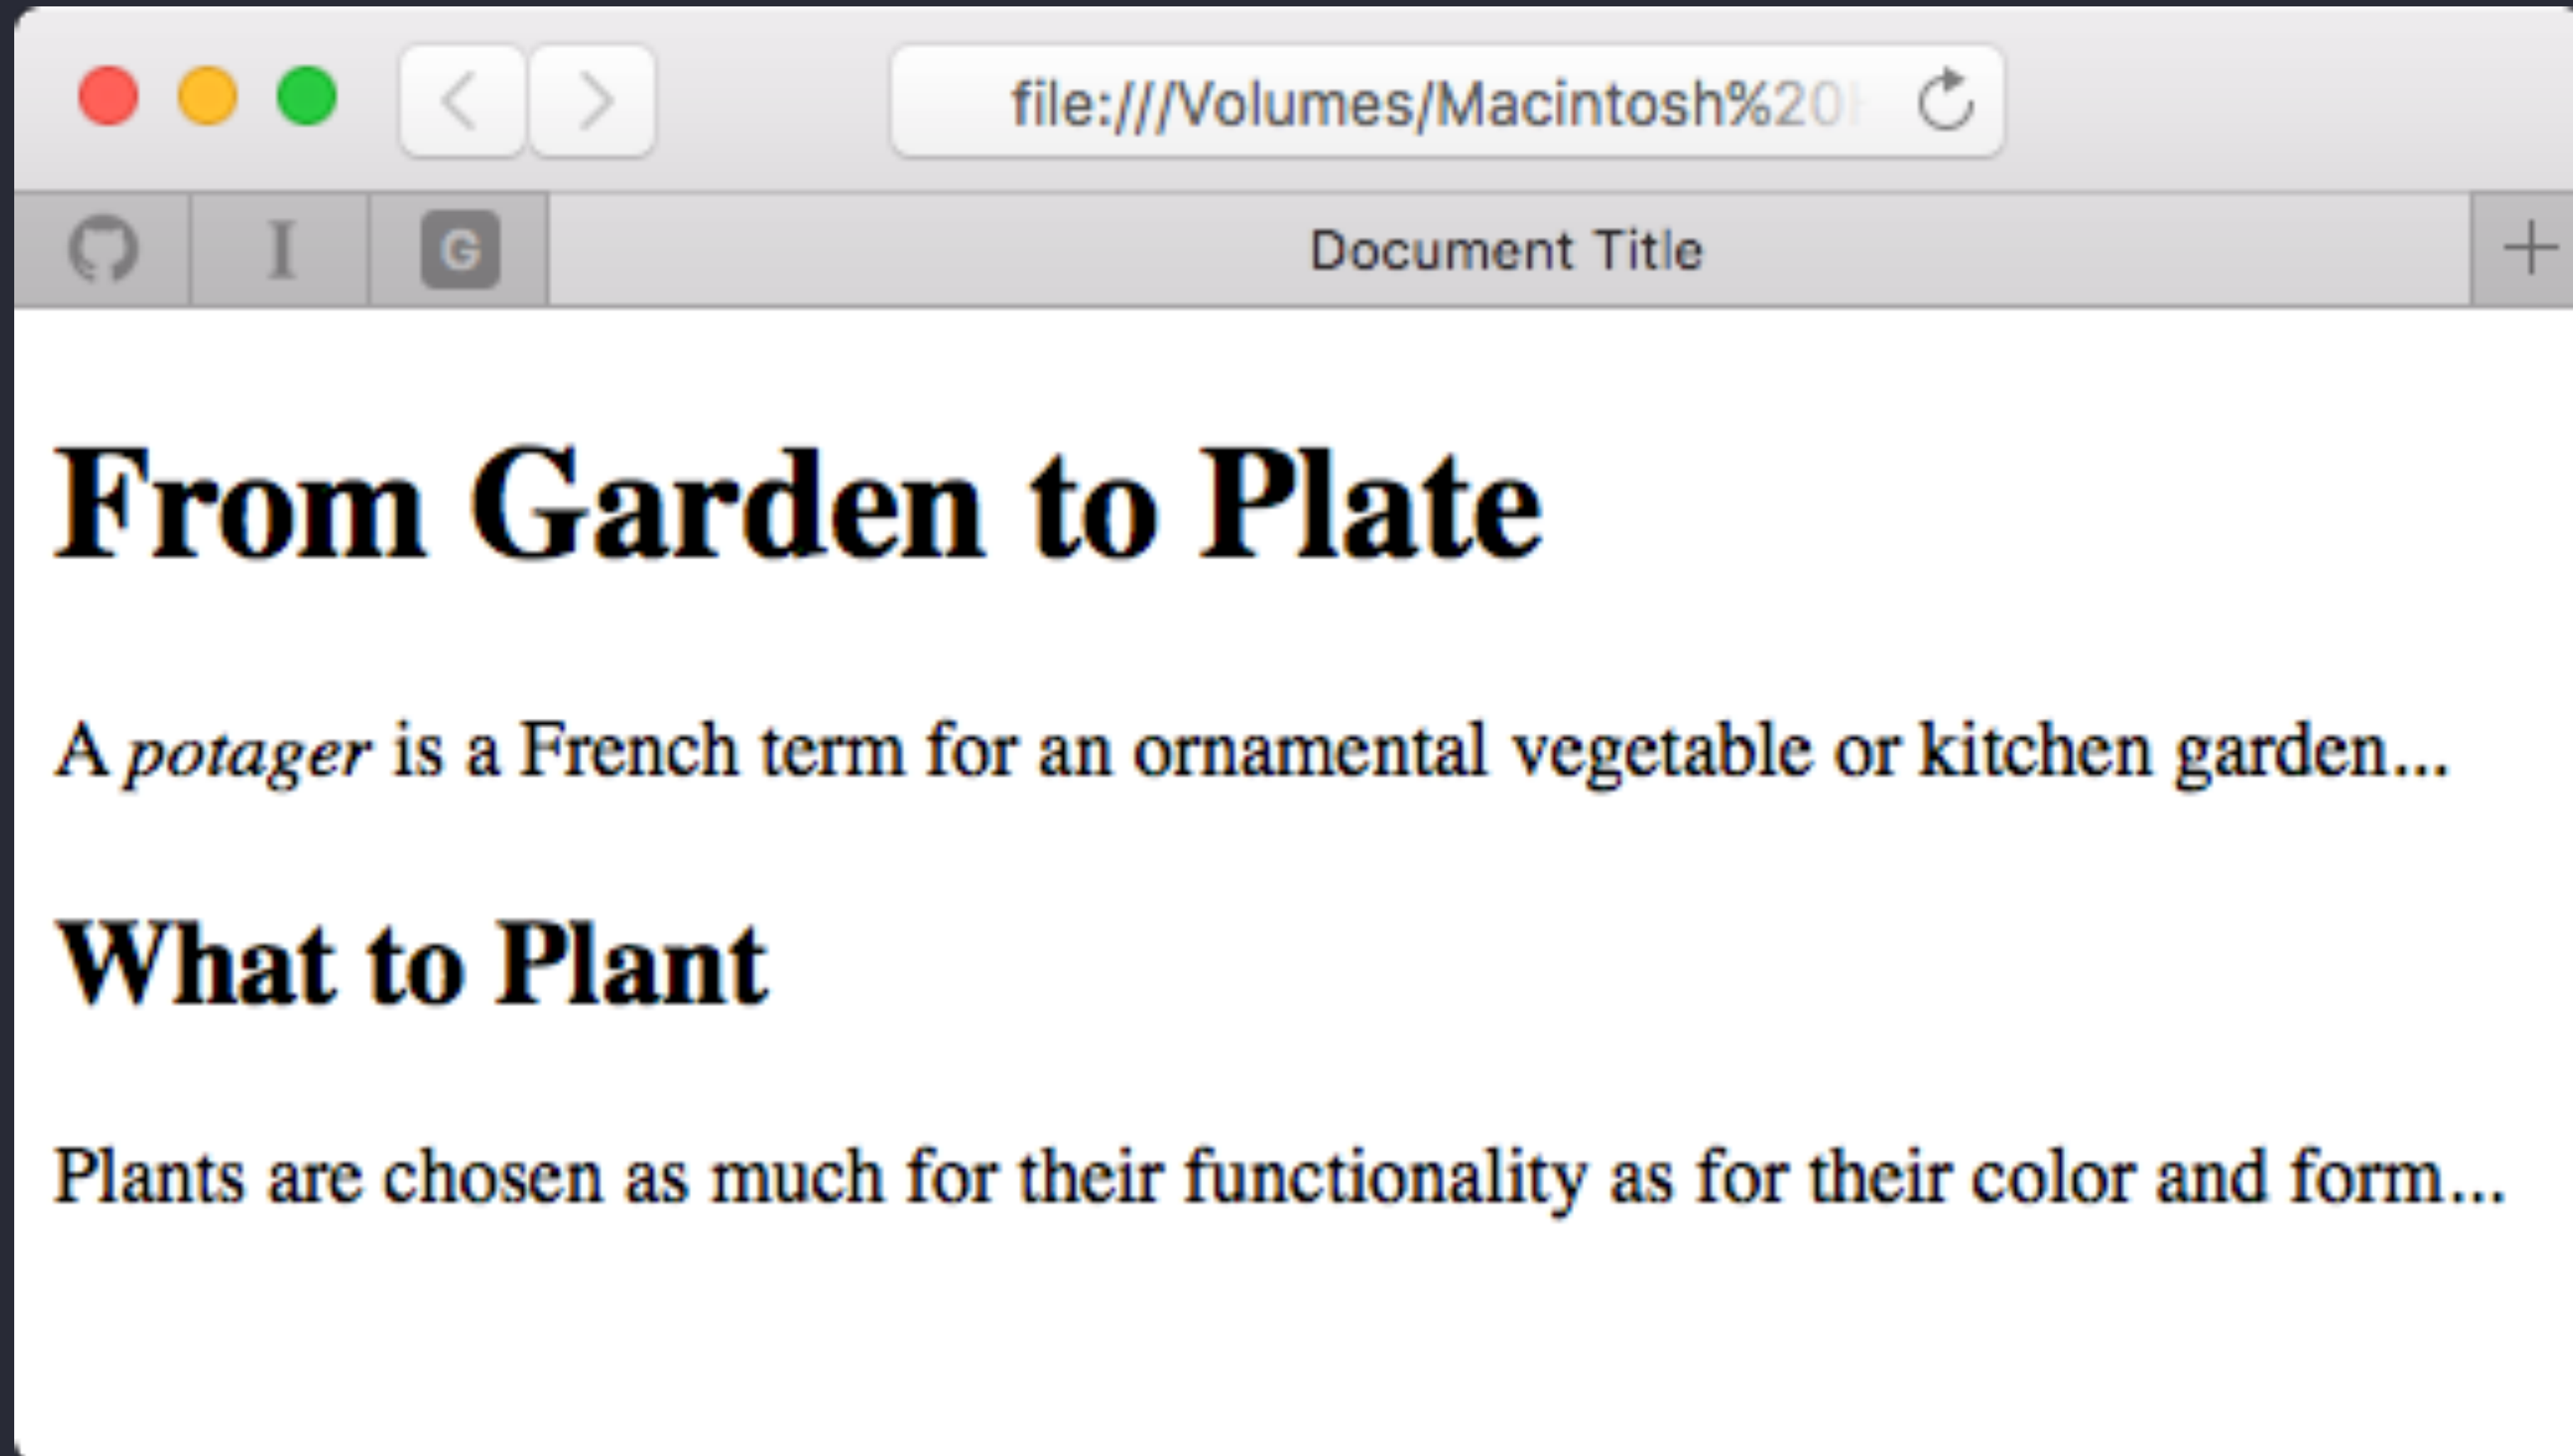 file:///Volumes/Macintosh%20
I
G
Document Title
From Garden to Plate
A potager is a French term for an ornamental vegetable or kitchen garden...
What to Plant
Plants are chosen as much for their functionality as for their color and form...